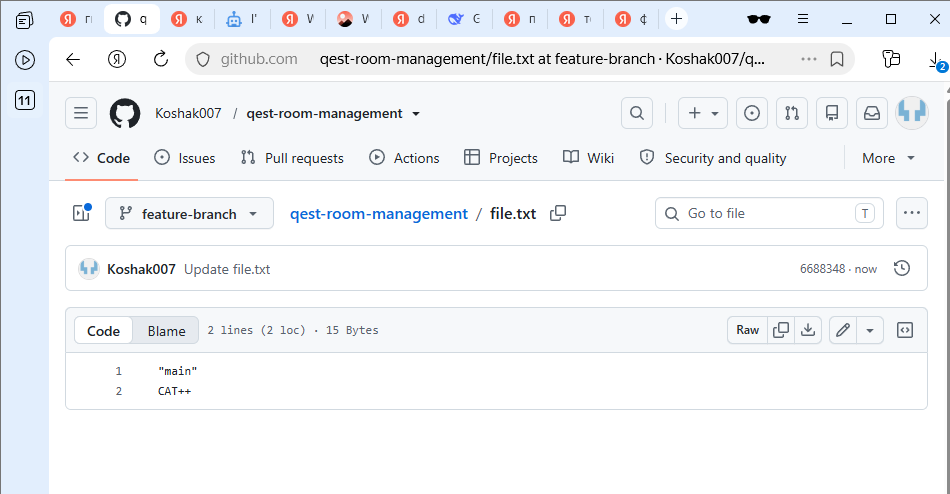 г q к I' W W d G п т ф
11
github.com qest-room-management/file.txt at feature-branch · Koshak007/q... 2
Koshak007 / qest-room-management
Code Issues Pull requests Actions Projects Wiki Security and quality More
feature-branch qest-room-management / file.txt Go to file T
Koshak007 Update file.txt 6688348 · now
Code Blame 2 lines (2 loc) · 15 Bytes Raw
1 "main"
2 CAT++